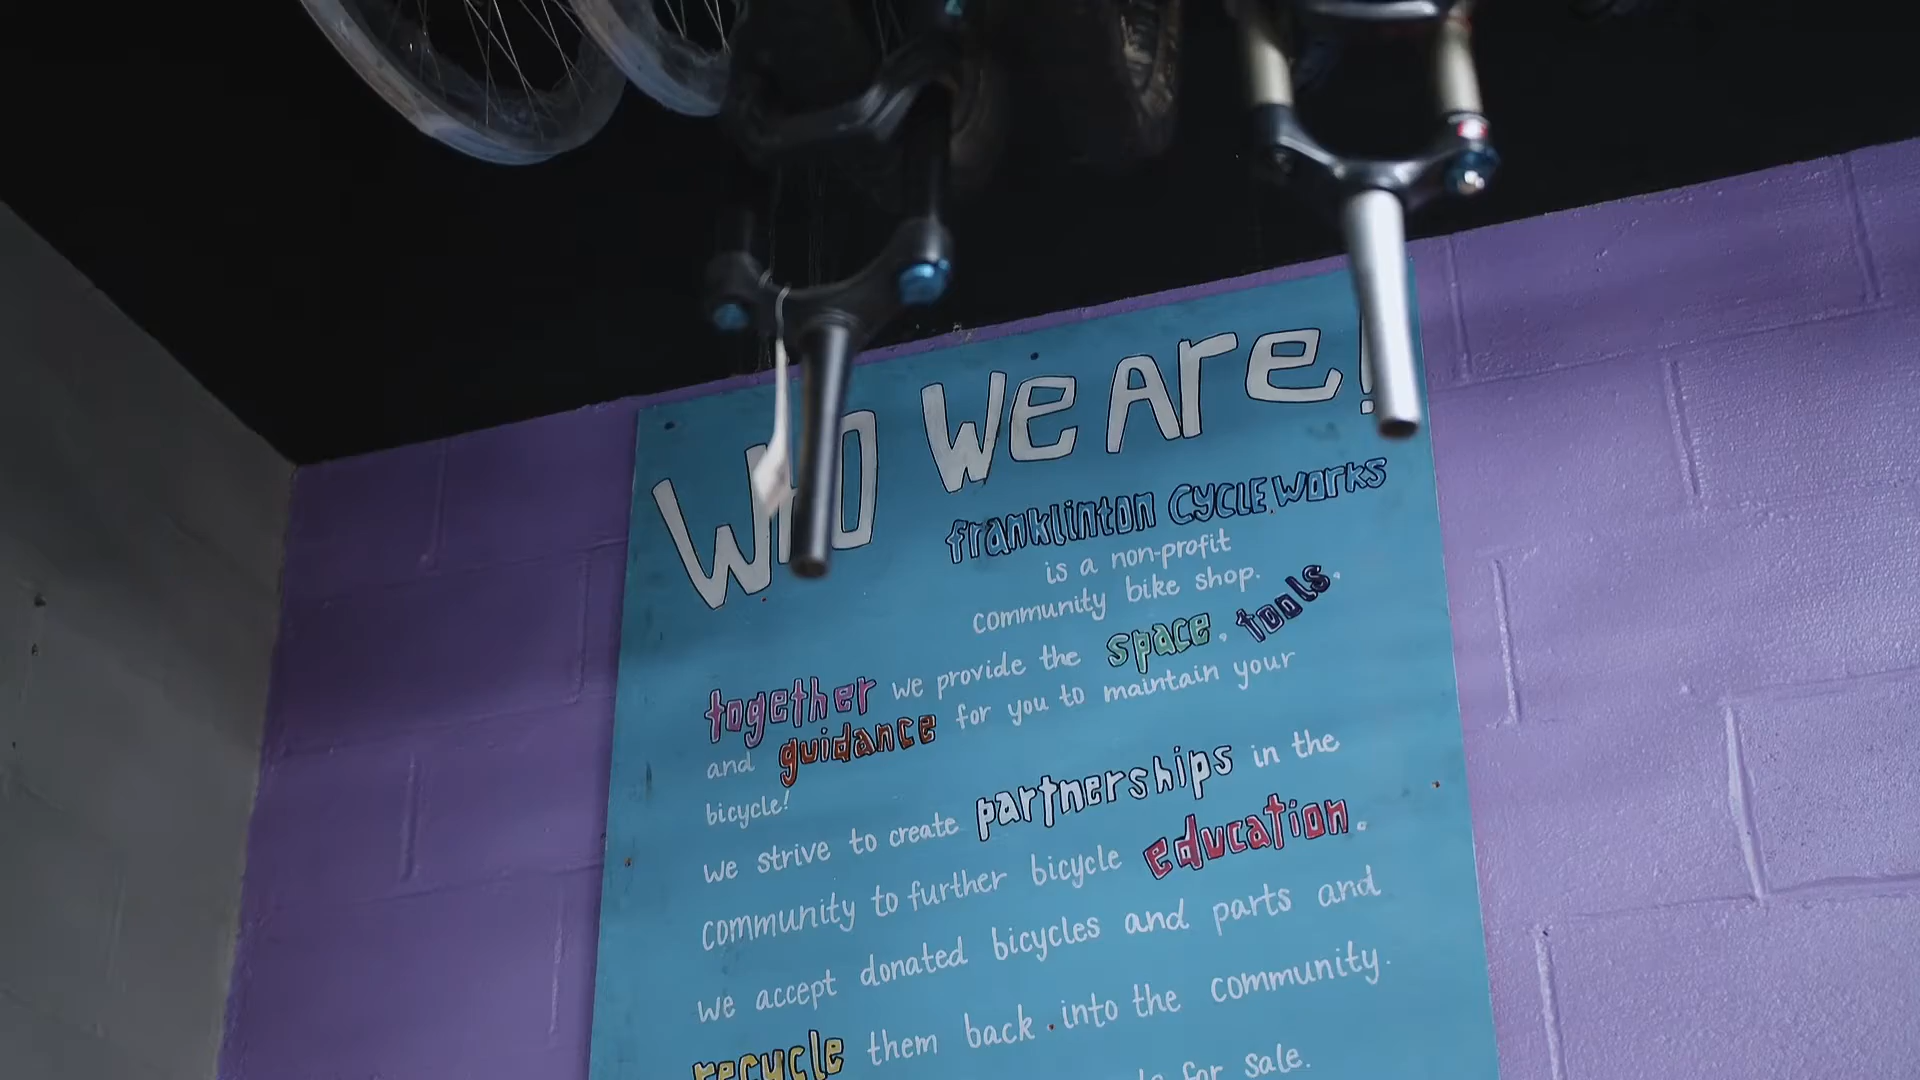 WHO We Are!
franklinton CYCLE WORKS
is a non-profit
community bike shop.
together we provide the space, tools,
and guidance for you to maintain your
bicycle!
we strive to create partnerships in the
community to further bicycle education.
we accept donated bicycles and parts and
recycle them back into the community.
for sale.